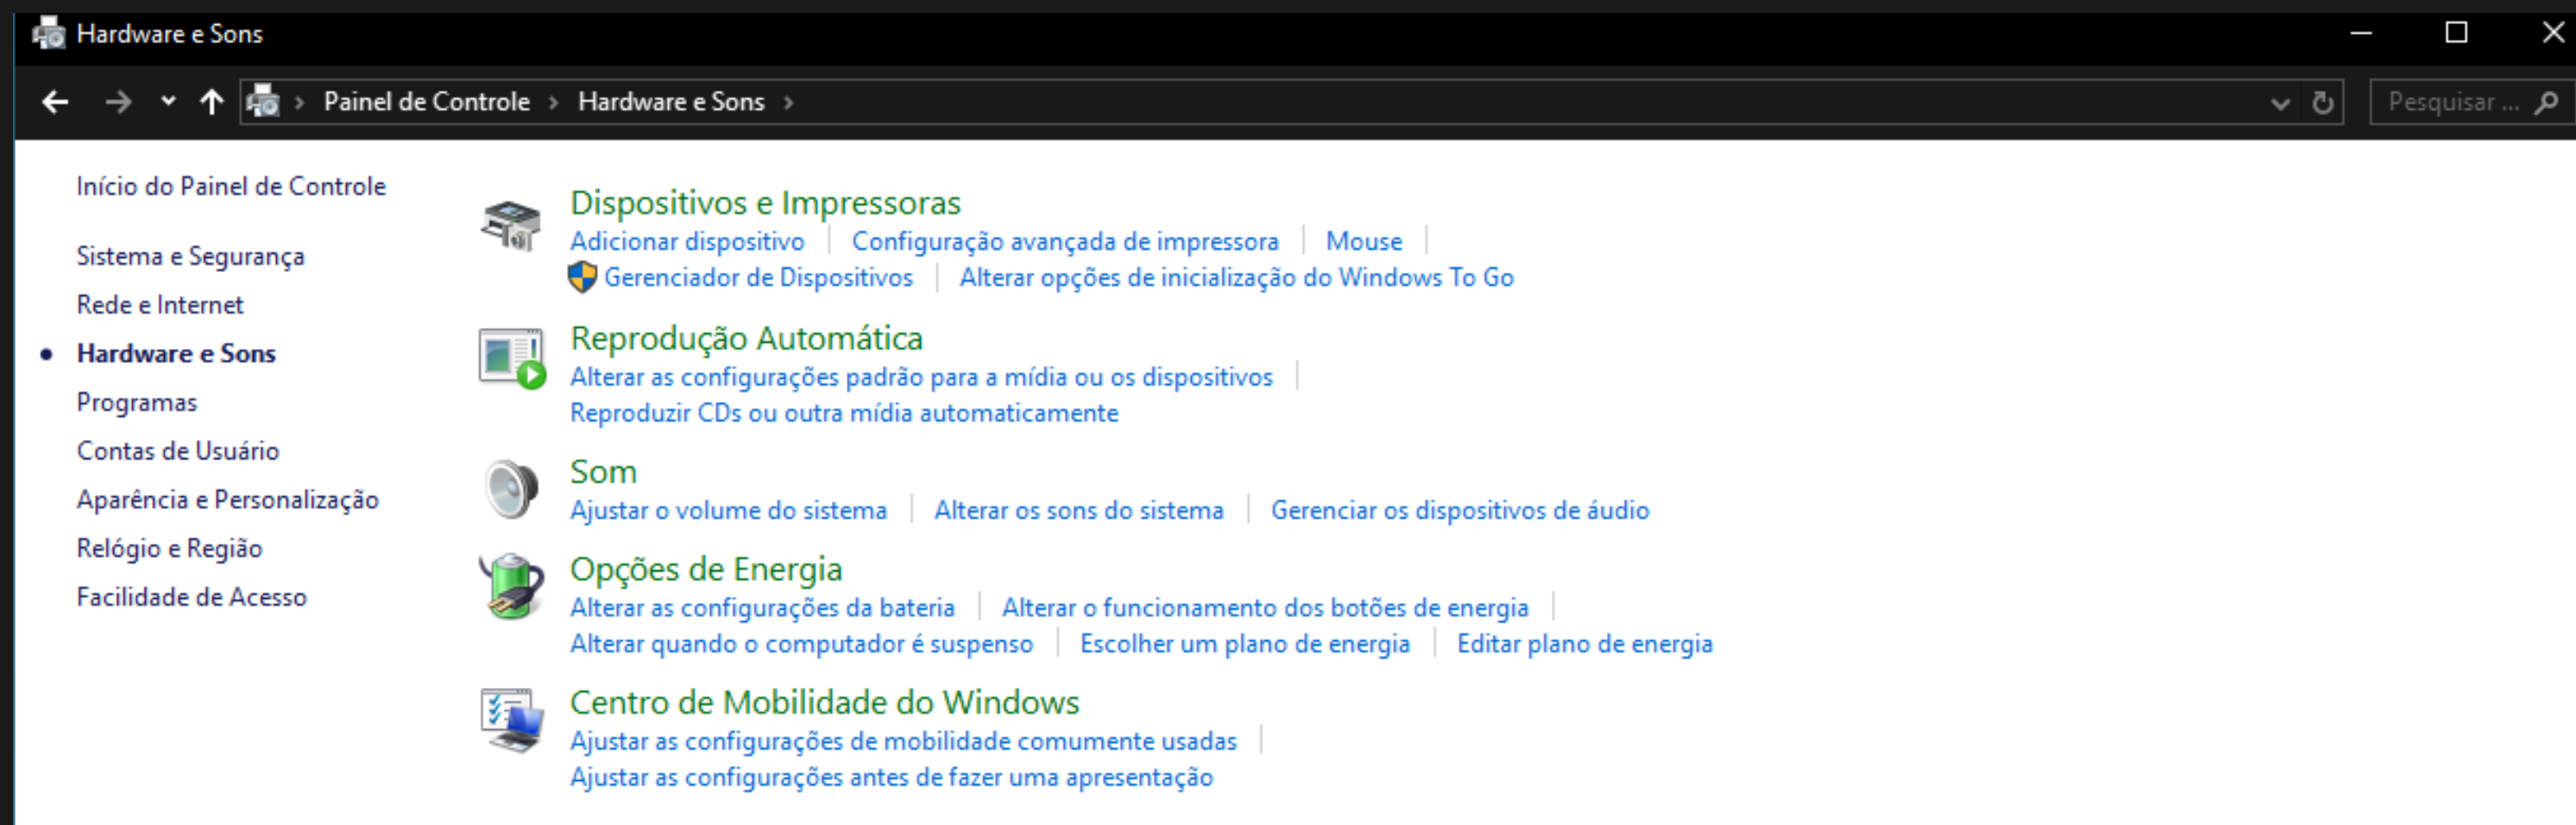 Hardware e Sons
Painel de Controle > Hardware e Sons >
Pesquisar ...
Início do Painel de Controle
Sistema e Segurança
Rede e Internet
Hardware e Sons
Programas
Contas de Usuário
Aparência e Personalização
Relógio e Região
Facilidade de Acesso
Dispositivos e Impressoras
Adicionar dispositivo | Configuração avançada de impressora | Mouse |
Gerenciador de Dispositivos | Alterar opções de inicialização do Windows To Go
Reprodução Automática
Alterar as configurações padrão para a mídia ou os dispositivos |
Reproduzir CDs ou outra mídia automaticamente
Som
Ajustar o volume do sistema | Alterar os sons do sistema | Gerenciar os dispositivos de áudio
Opções de Energia
Alterar as configurações da bateria | Alterar o funcionamento dos botões de energia |
Alterar quando o computador é suspenso | Escolher um plano de energia | Editar plano de energia
Centro de Mobilidade do Windows
Ajustar as configurações de mobilidade comumente usadas |
Ajustar as configurações antes de fazer uma apresentação